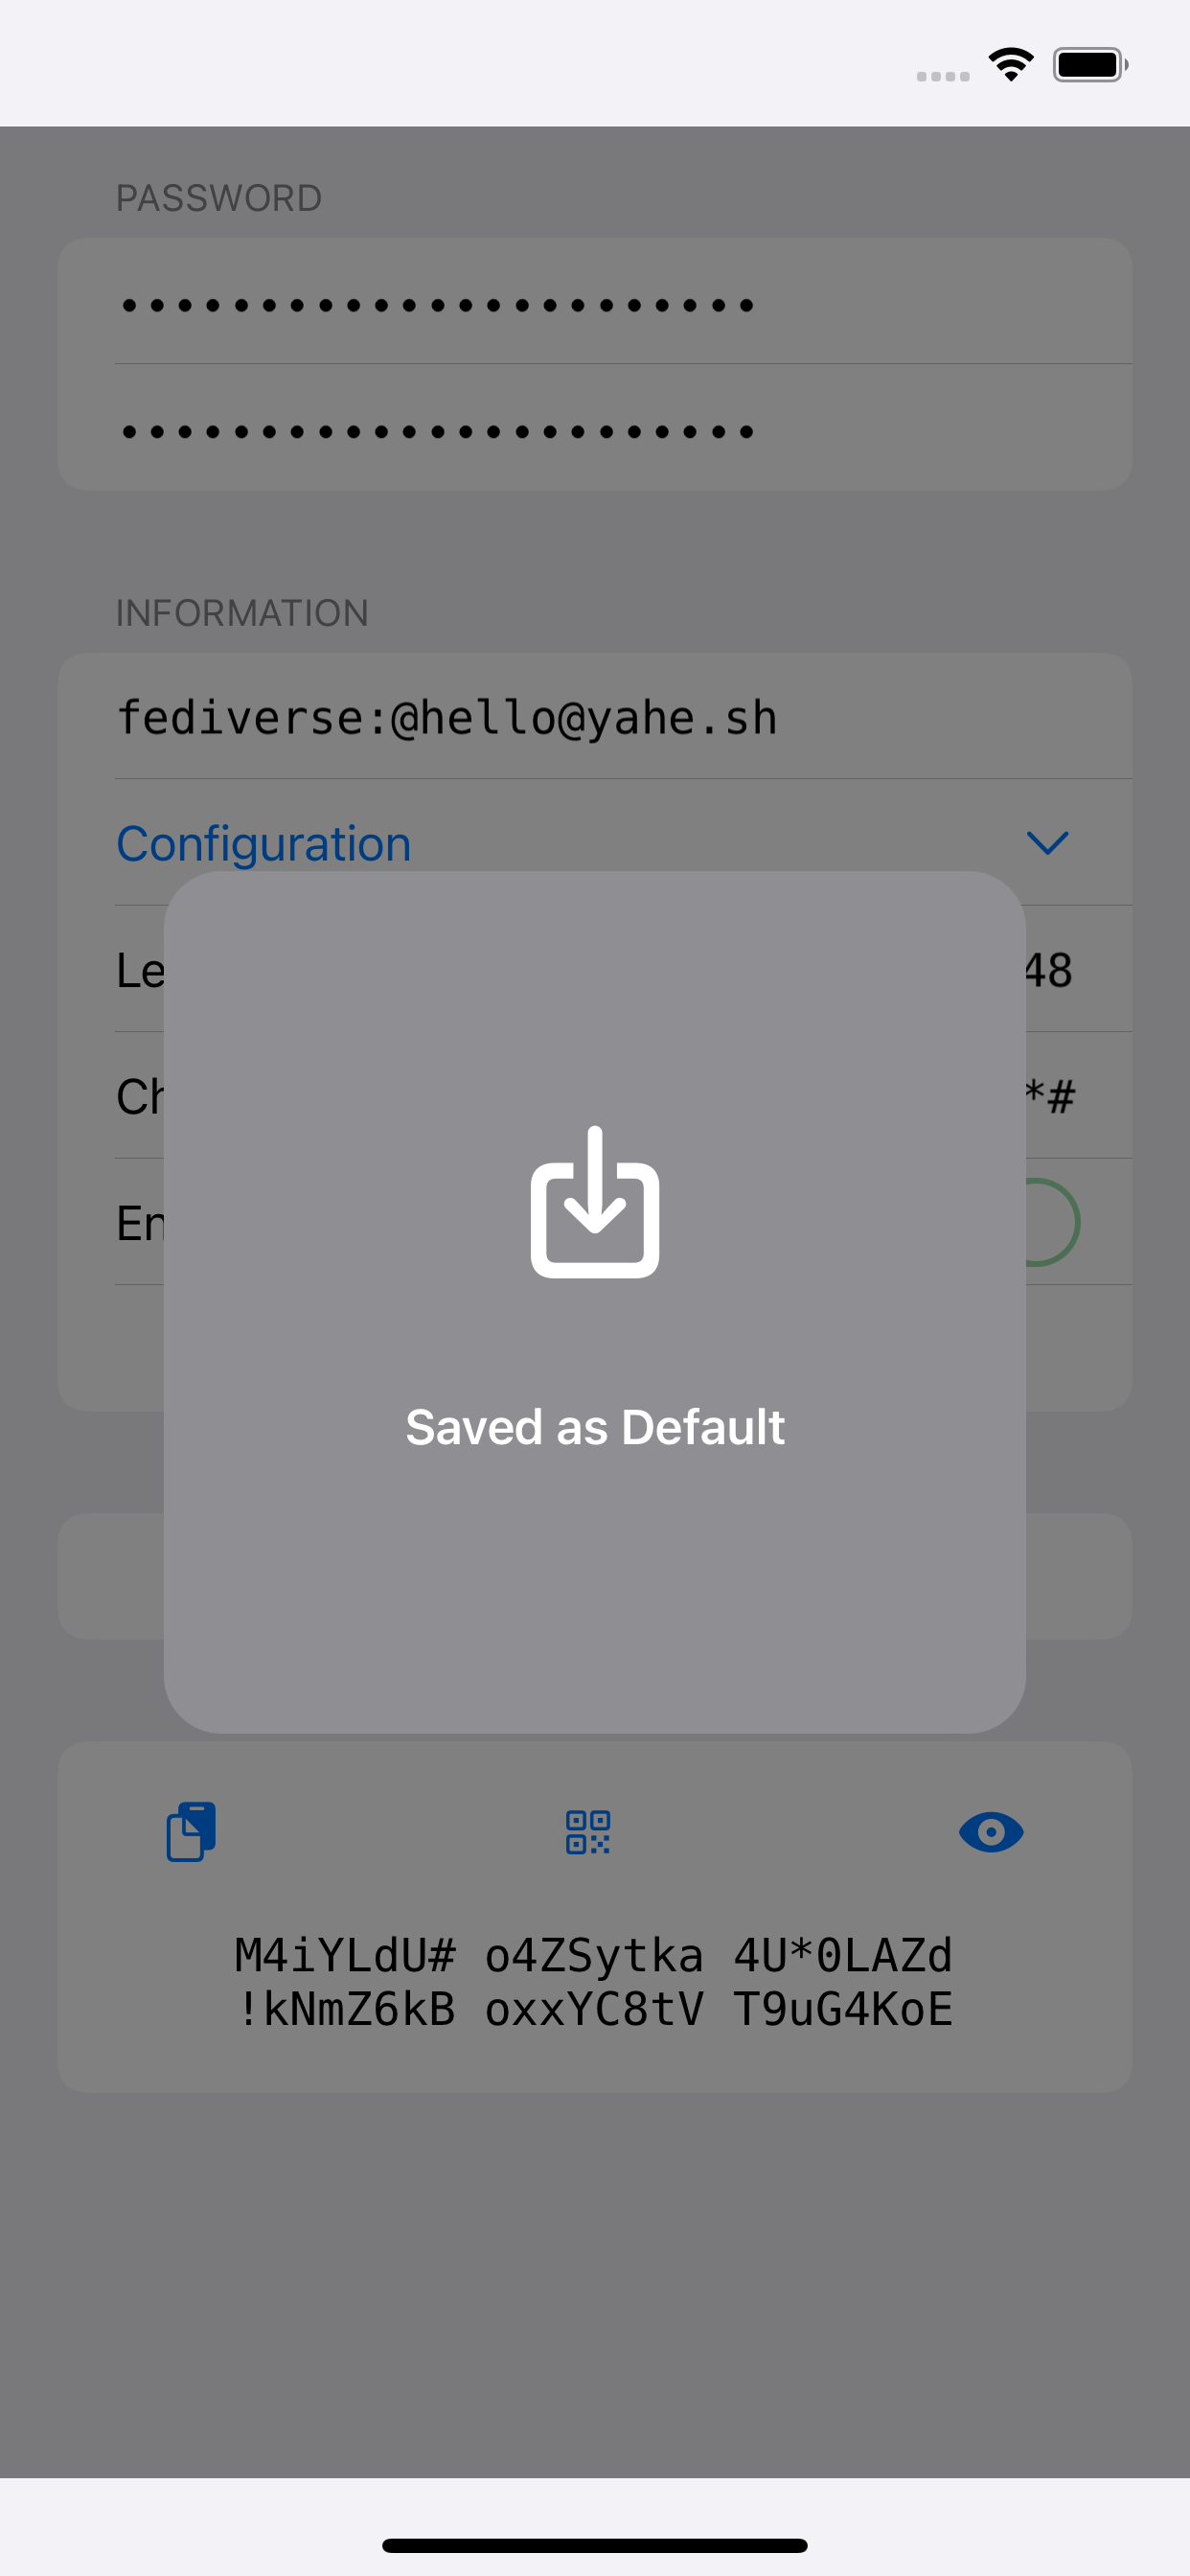 PASSWORD
INFORMATION
fediverse:@hello@yahe.sh
Configuration
Le 48
Ch *#
En
Saved as Default
M4iYLdU# o4ZSytka 4U*0LAZd
!kNmZ6kB oxxYC8tV T9uG4KoE